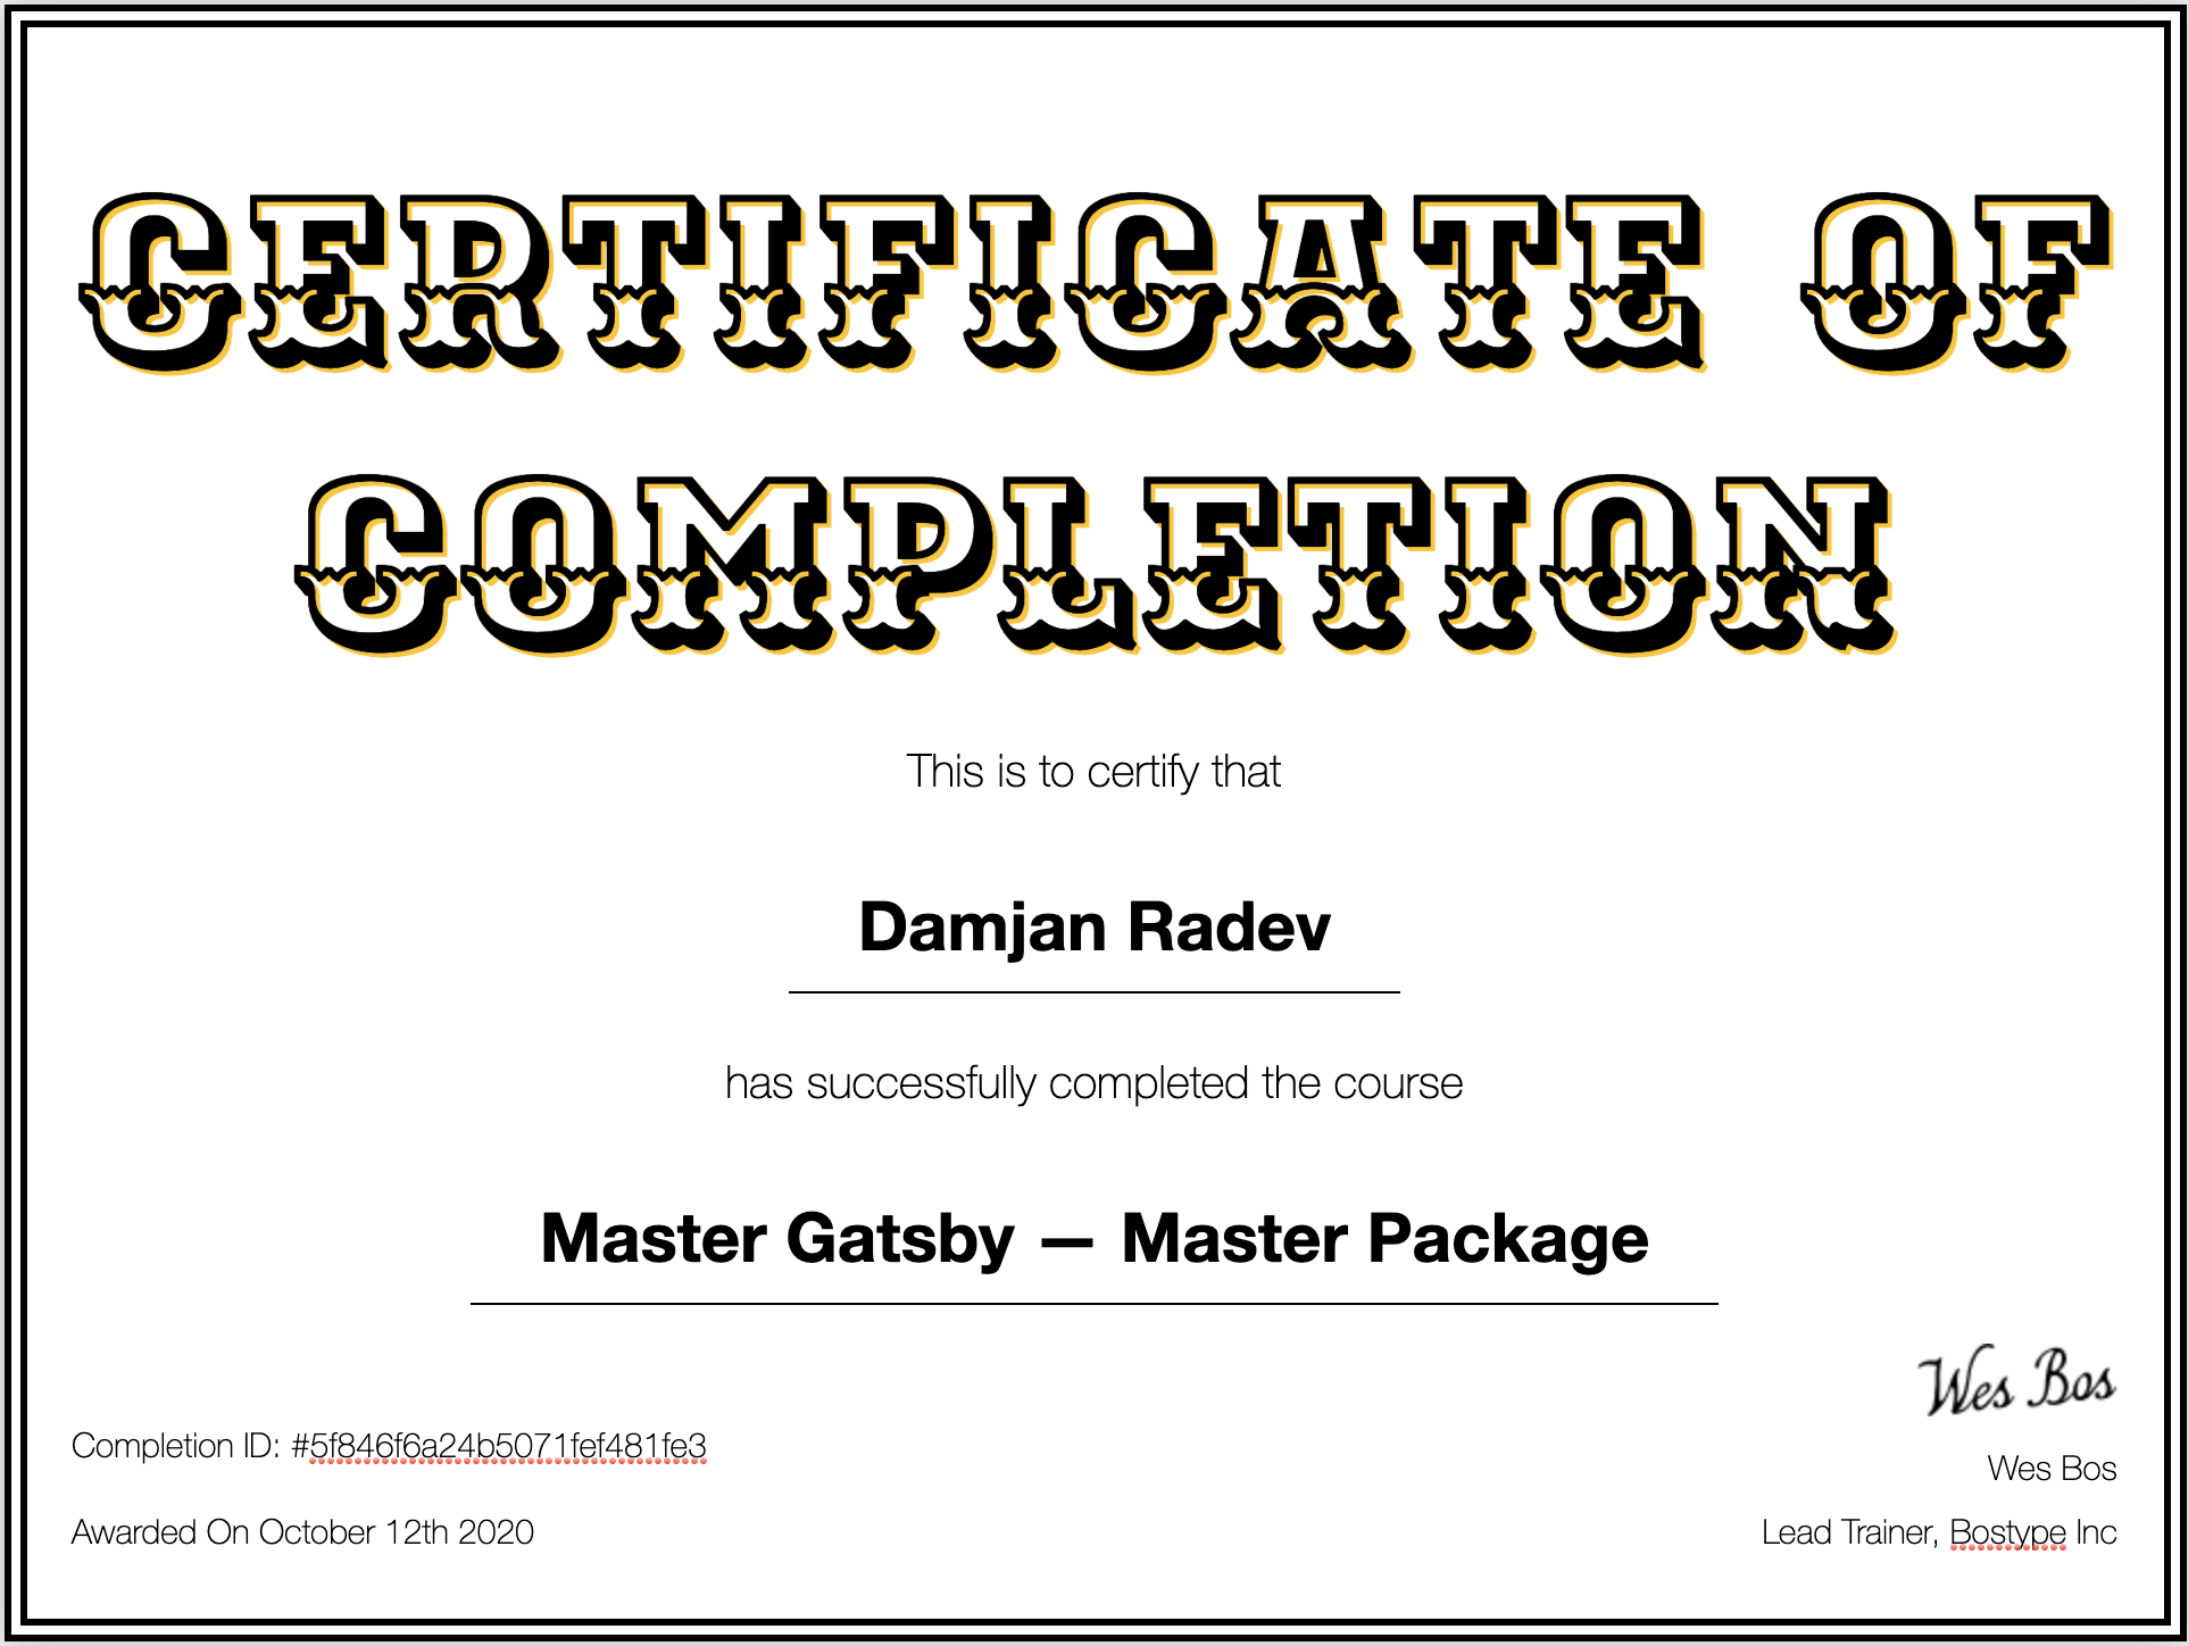 CERTIFICATE OF
COMPLETION
This is to certify that
Damjan Radev
has successfully completed the course
Master Gatsby — Master Package
Wes Bos
Completion ID: #5f846f6a24b5071fef481fe3
Wes Bos
Awarded On October 12th 2020
Lead Trainer, Bostype Inc